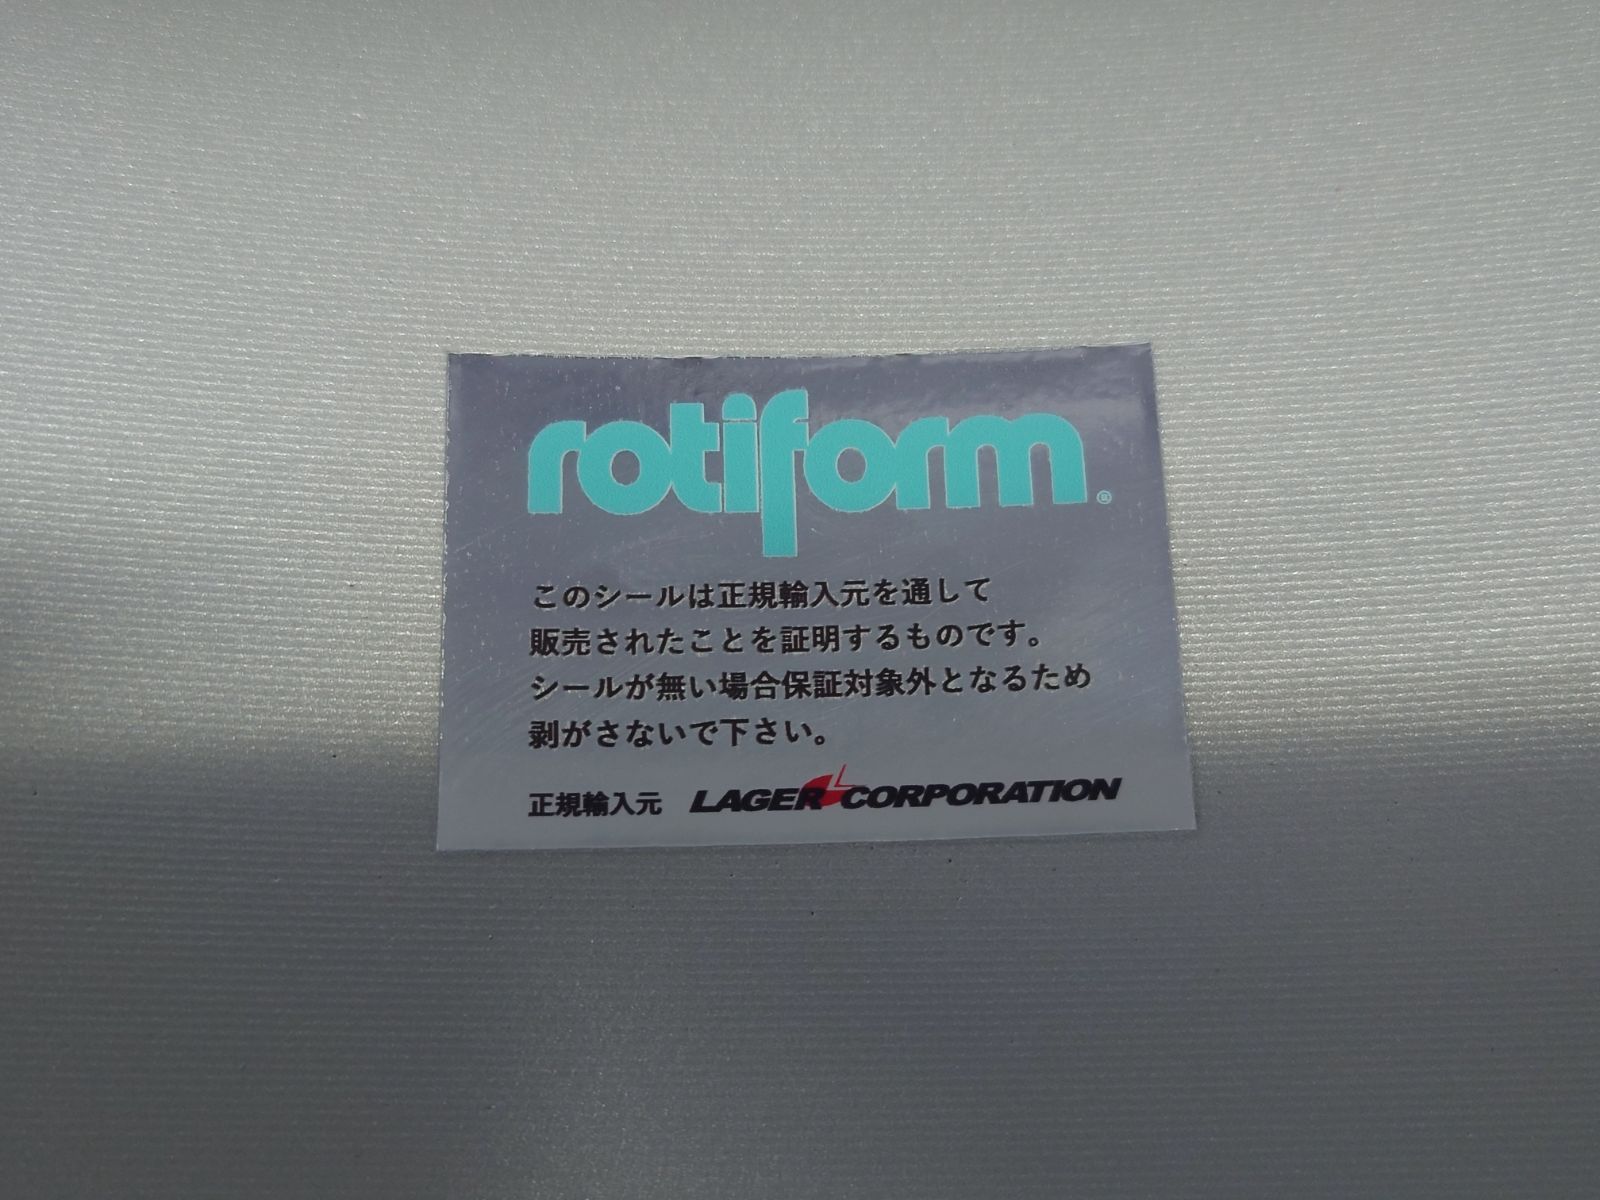 rotiform®
このシールは正規輸入元を通して
販売されたことを証明するものです。
シールが無い場合保証対象外となるため
剥がさないで下さい。
正規輸入元 LAGER CORPORATION